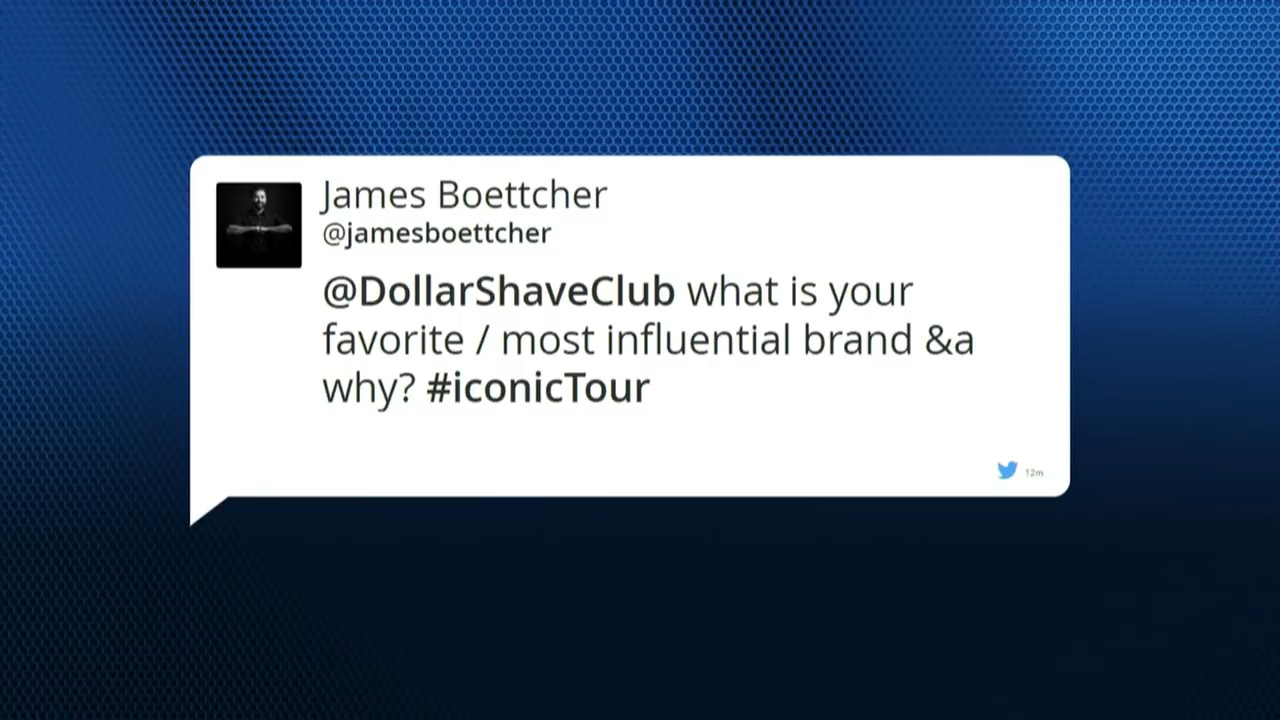 James Boettcher
@jamesboettcher
@DollarShaveClub what is your
favorite / most influential brand &a
why? #iconicTour
12m